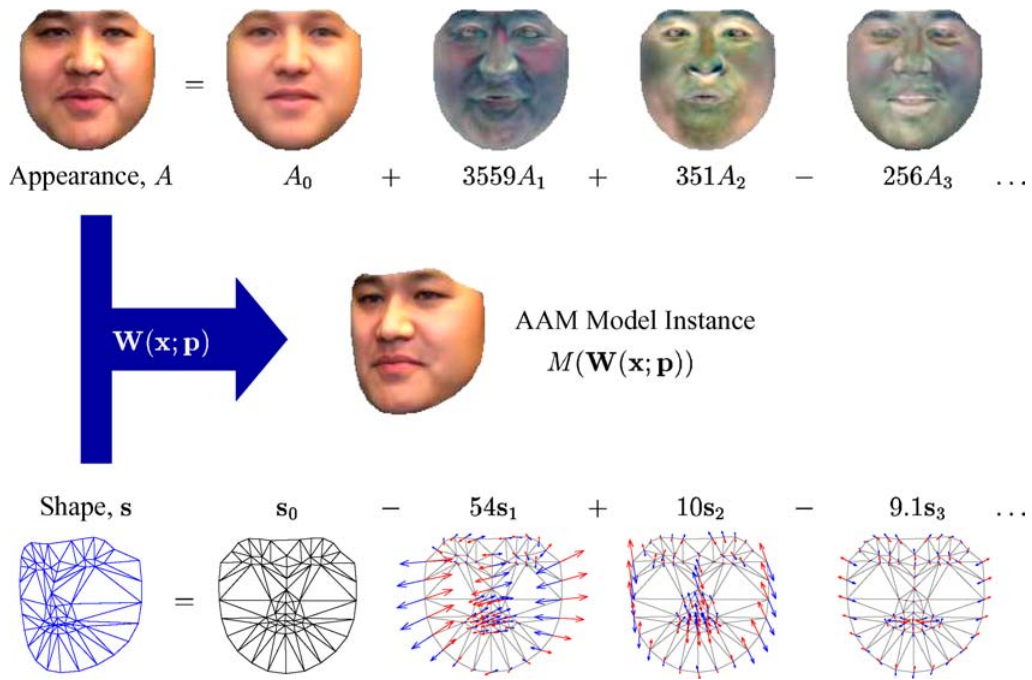 =
Appearance, A A₀ + 3559A₁ + 351A₂ − 256A₃ ...
W(x; p)
AAM Model Instance
M(W(x; p))
Shape, s s₀ − 54s₁ + 10s₂ − 9.1s₃ ...
=